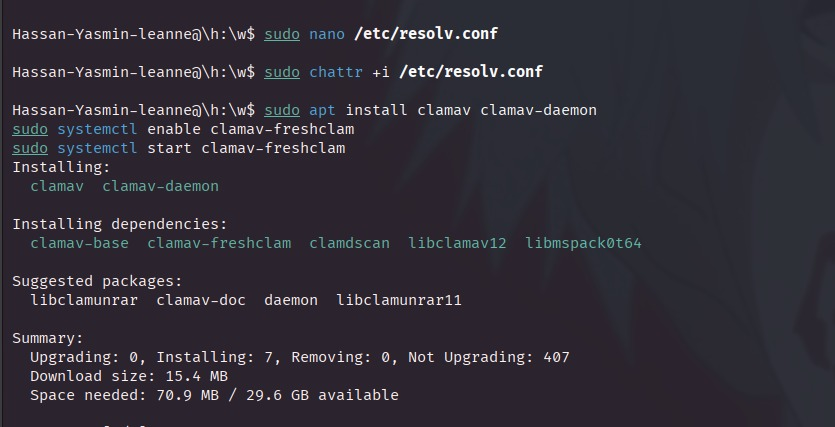 Hassan-Yasmin-leanne@\h:\w$ sudo nano /etc/resolv.conf
Hassan-Yasmin-leanne@\h:\w$ sudo chattr +i /etc/resolv.conf
Hassan-Yasmin-leanne@\h:\w$ sudo apt install clamav clamav-daemon
sudo systemctl enable clamav-freshclam
sudo systemctl start clamav-freshclam
Installing:
clamav clamav-daemon
Installing dependencies:
clamav-base clamav-freshclam clamdscan libclamav12 libmspack0t64
Suggested packages:
libclamunrar clamav-doc daemon libclamunrar11
Summary:
Upgrading: 0, Installing: 7, Removing: 0, Not Upgrading: 407
Download size: 15.4 MB
Space needed: 70.9 MB / 29.6 GB available